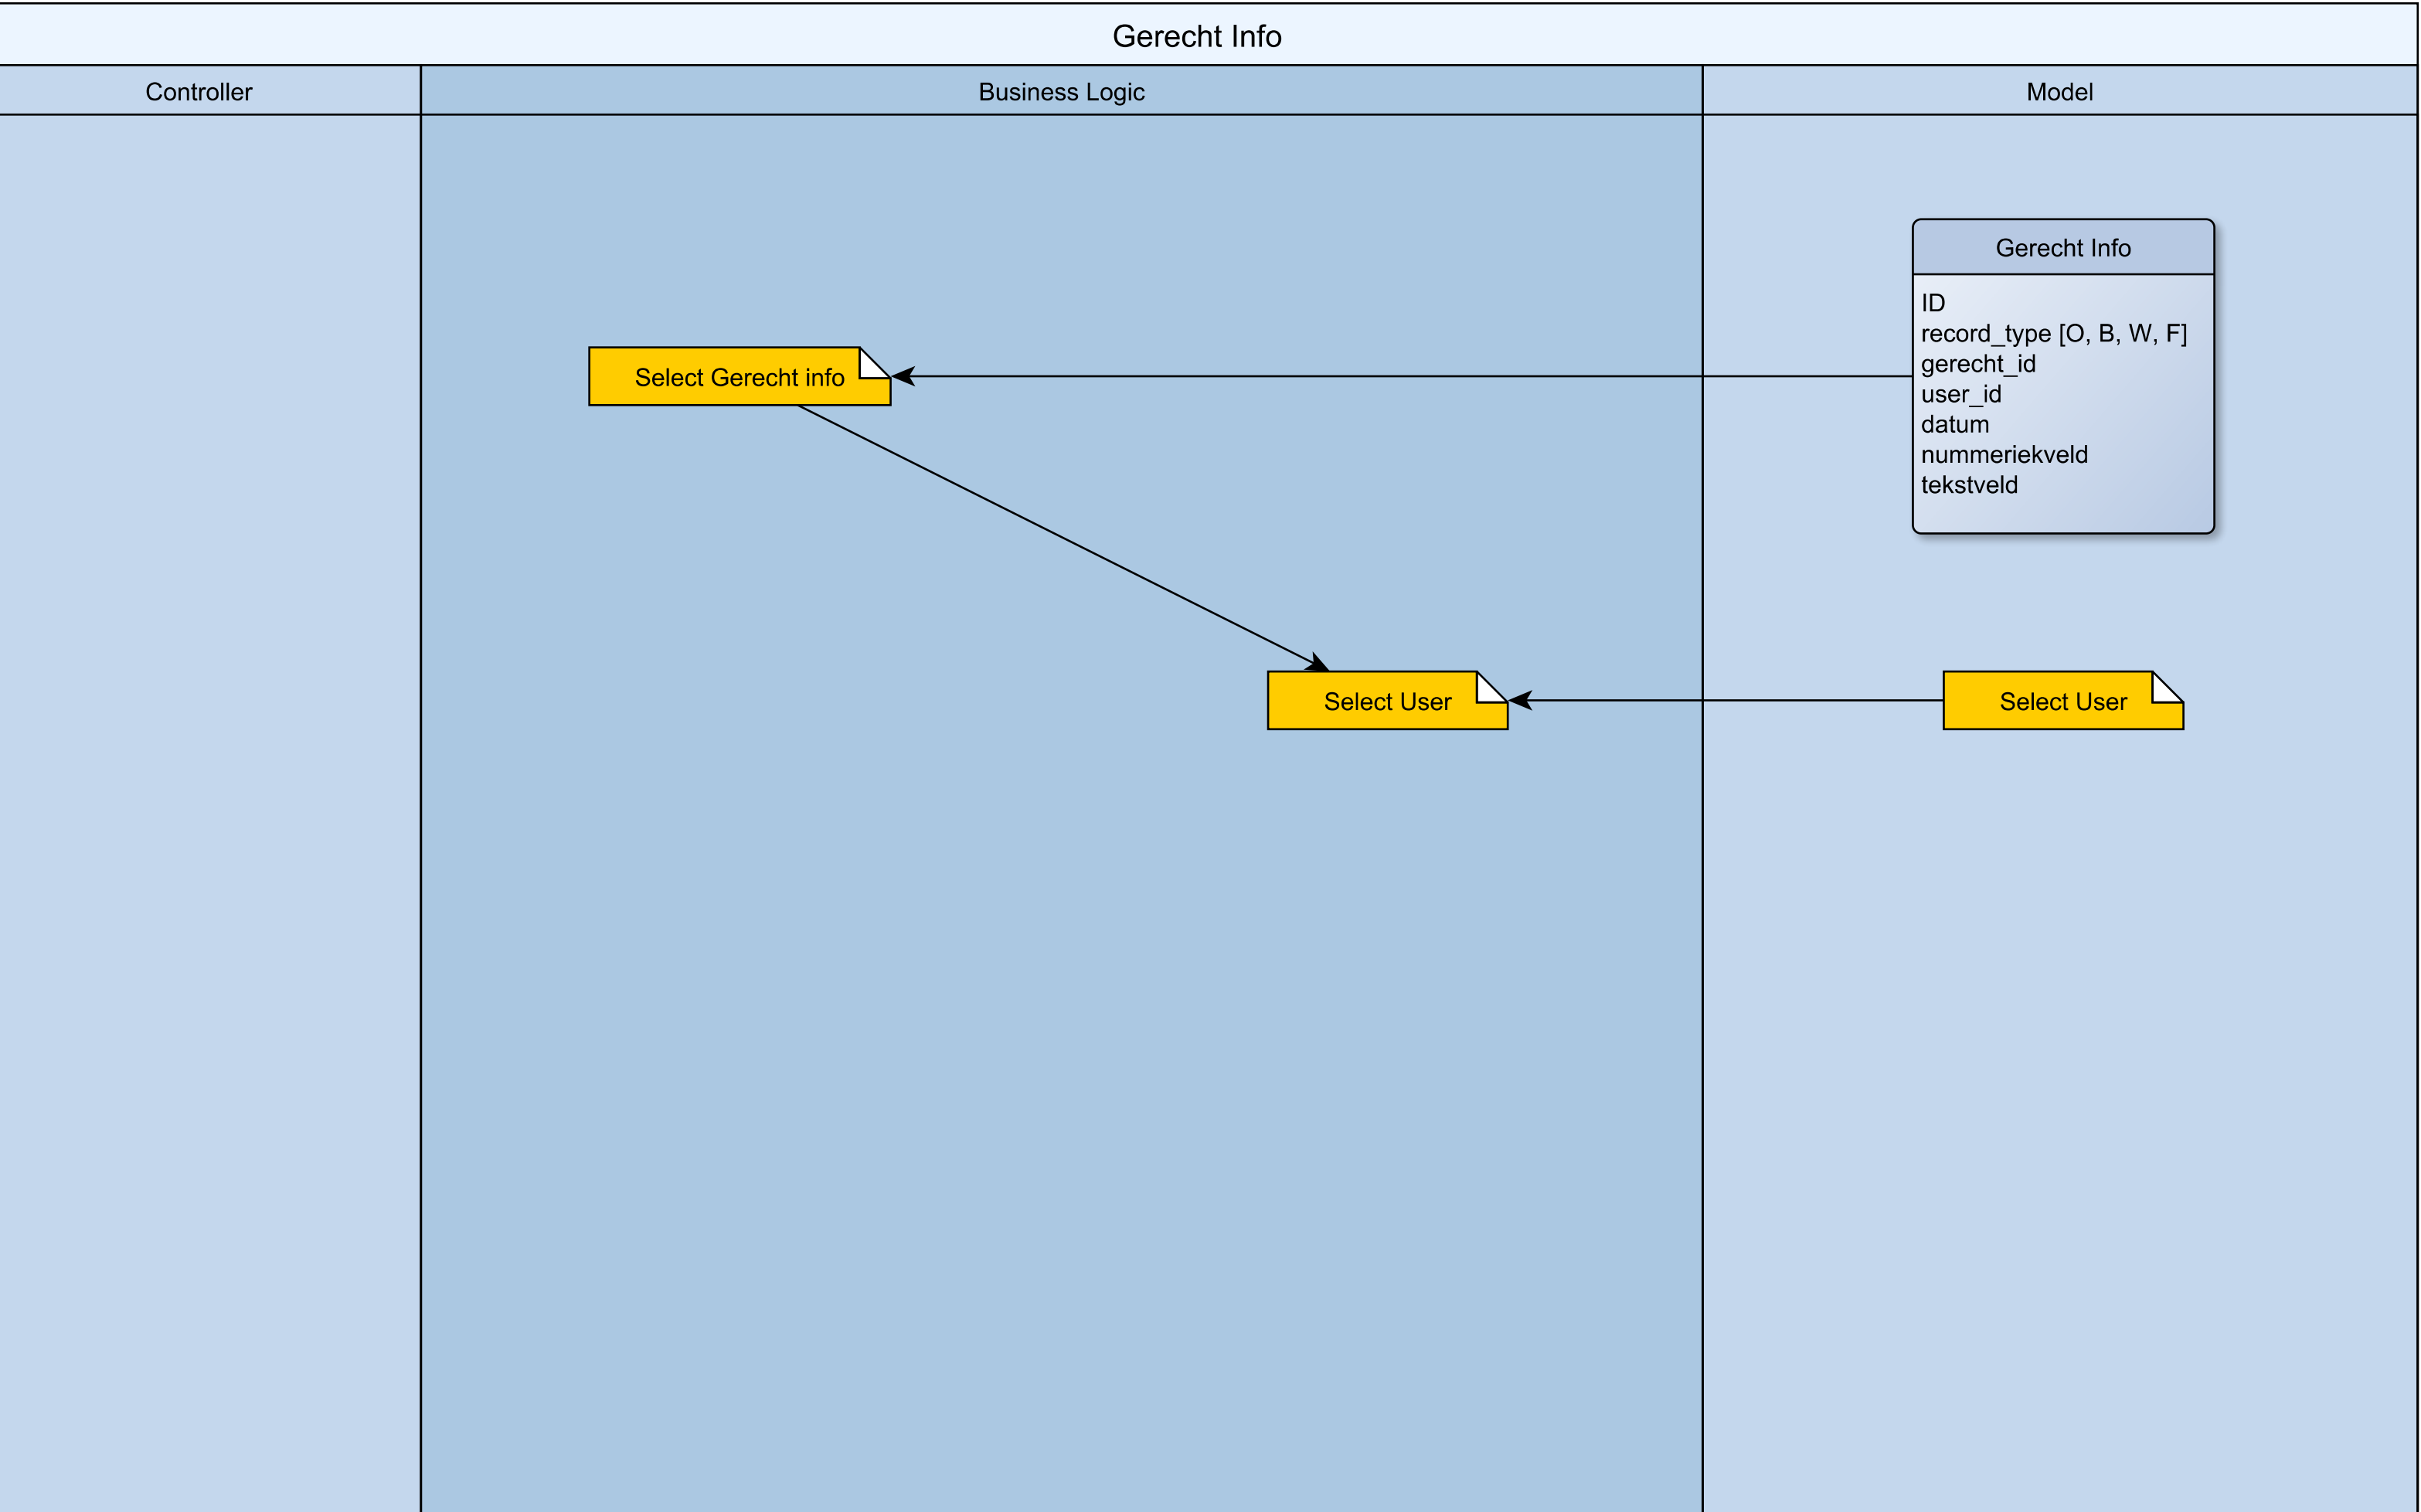 Gerecht Info
Controller
Business Logic
Model
Gerecht Info
ID
record_type [O, B, W, F]
gerecht_id
user_id
datum
nummeriekveld
tekstveld
Select Gerecht info
Select User
Select User